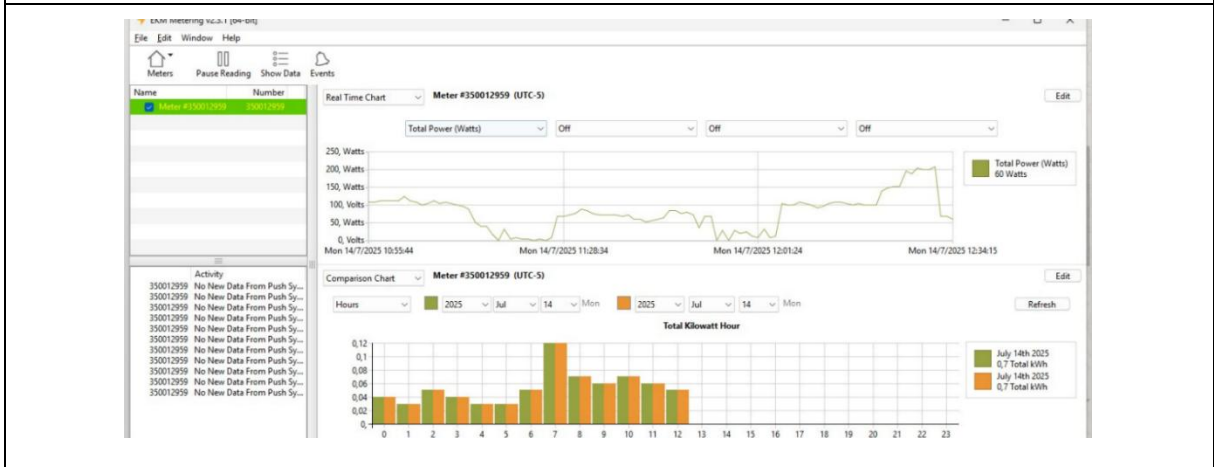 EKM Metering v2.3.1 [64-bit]
File Edit Window Help
Meters Pause Reading Show Data Events
Name Number
Meter #350012959 350012959
Real Time Chart Meter #350012959 (UTC-5) Edit
Total Power (Watts) Off Off Off
250, Watts
200, Watts
150, Watts
100, Volts
50, Watts
0, Volts
Total Power (Watts)
60 Watts
Mon 14/7/2025 10:55:44 Mon 14/7/2025 11:28:34 Mon 14/7/2025 12:01:24 Mon 14/7/2025 12:34:15
Activity
350012959 No New Data From Push Sy...
350012959 No New Data From Push Sy...
350012959 No New Data From Push Sy...
350012959 No New Data From Push Sy...
350012959 No New Data From Push Sy...
350012959 No New Data From Push Sy...
350012959 No New Data From Push Sy...
350012959 No New Data From Push Sy...
350012959 No New Data From Push Sy...
350012959 No New Data From Push Sy...
350012959 No New Data From Push Sy...
Comparison Chart Meter #350012959 (UTC-5) Edit
Hours 2025 Jul 14 Mon 2025 Jul 14 Mon Refresh
Total Kilowatt Hour
0,12
0,1
0,08
0,06
0,04
0,02
0,
0 1 2 3 4 5 6 7 8 9 10 11 12 13 14 15 16 17 18 19 20 21 22 23
July 14th 2025
0,7 Total kWh
July 14th 2025
0,7 Total kWh